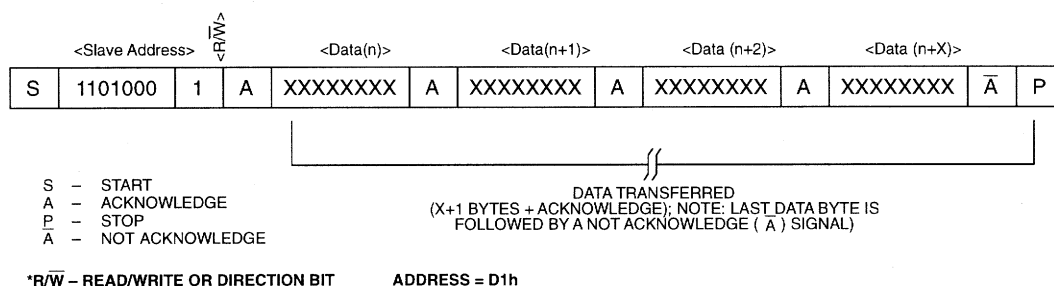 <Slave Address> <R/W̅> <Data(n)> <Data(n+1)> <Data (n+2)> <Data (n+X)>
S 1101000 1 A XXXXXXXX A XXXXXXXX A XXXXXXXX A XXXXXXXX A̅ P
S – START
A – ACKNOWLEDGE
P – STOP
A̅ – NOT ACKNOWLEDGE
DATA TRANSFERRED
(X+1 BYTES + ACKNOWLEDGE); NOTE: LAST DATA BYTE IS
FOLLOWED BY A NOT ACKNOWLEDGE ( A̅ ) SIGNAL)
*R/W̅ – READ/WRITE OR DIRECTION BIT ADDRESS = D1h